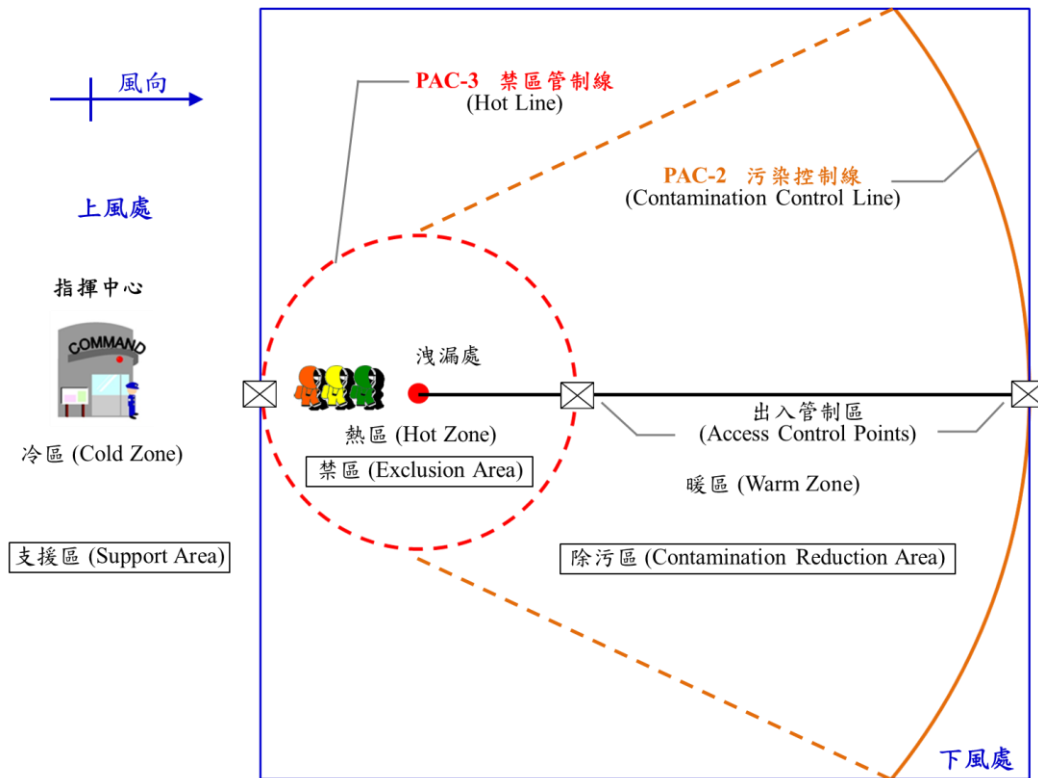 風向
PAC-3 禁區管制線
(Hot Line)
PAC-2 污染控制線
(Contamination Control Line)
上風處
指揮中心
COMMAND
洩漏處
熱區 (Hot Zone)
禁區 (Exclusion Area)
出入管制區
(Access Control Points)
冷區 (Cold Zone)
暖區 (Warm Zone)
支援區 (Support Area)
除污區 (Contamination Reduction Area)
下風處